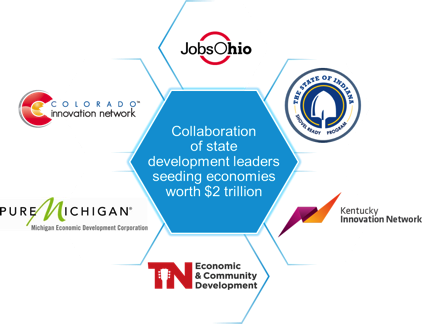 JobsOhio
COLORADO™
innovation network
THE STATE OF INDIANA
SHOVEL READY PROGRAM
Collaboration
of state
development leaders
seeding economies
worth $2 trillion
PURE MICHIGAN®
Michigan Economic Development Corporation
Kentucky
Innovation Network
TN
Economic
& Community
Development